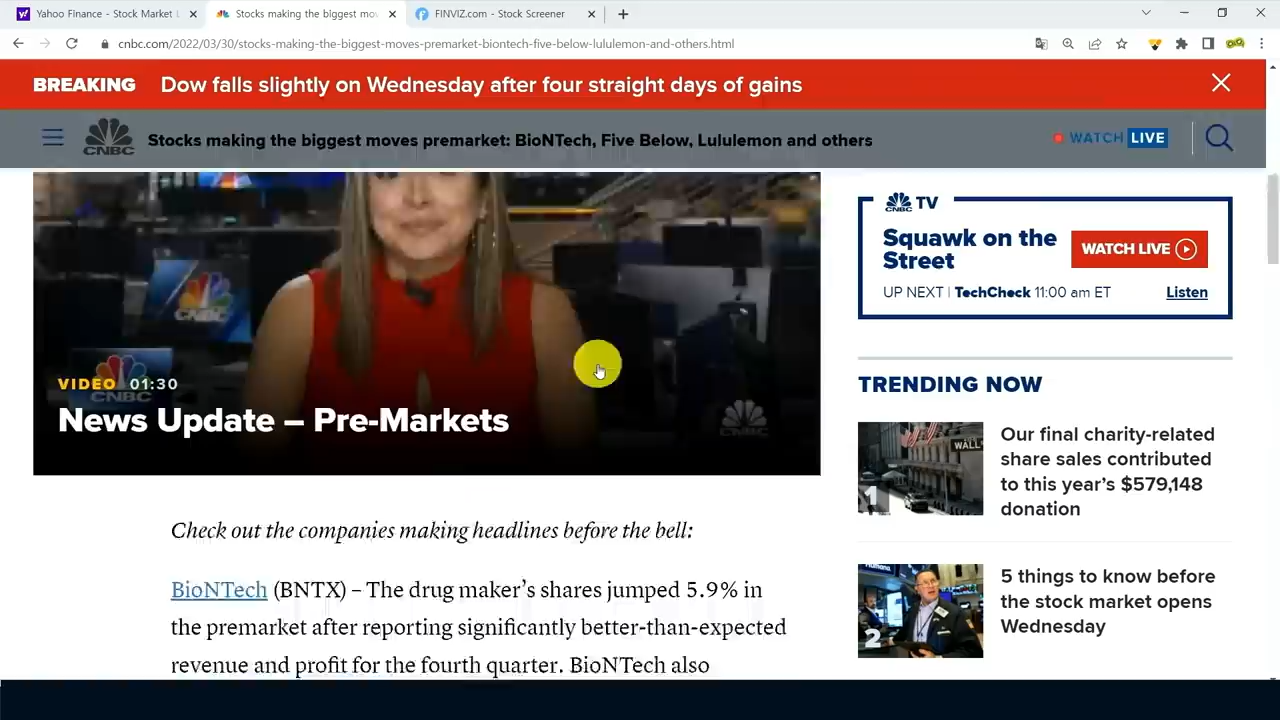 Yahoo Finance - Stock Market L
Stocks making the biggest mo
FINVIZ.com - Stock Screener
cnbc.com/2022/03/30/stocks-making-the-biggest-moves-premarket-biontech-five-below-lululemon-and-others.html
BREAKING Dow falls slightly on Wednesday after four straight days of gains
CNBC Stocks making the biggest moves premarket: BioNTech, Five Below, Lululemon and others WATCH LIVE
CNBC
VIDEO 01:30
News Update – Pre-Markets
Check out the companies making headlines before the bell:
BioNTech (BNTX) – The drug maker's shares jumped 5.9% in
the premarket after reporting significantly better-than-expected
revenue and profit for the fourth quarter. BioNTech also
CNBC TV
Squawk on the
Street
WATCH LIVE
UP NEXT | TechCheck 11:00 am ET Listen
TRENDING NOW
WALL
1
Our final charity-related
share sales contributed
to this year's $579,148
donation
2
5 things to know before
the stock market opens
Wednesday